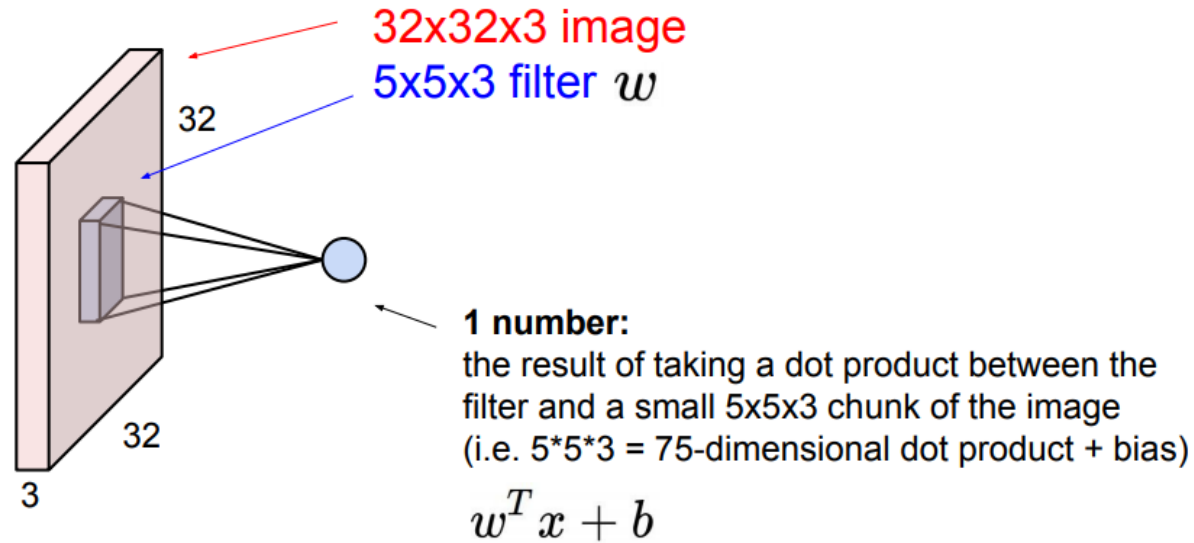 32x32x3 image
5x5x3 filter w
32
32
3
1 number:
the result of taking a dot product between the
filter and a small 5x5x3 chunk of the image
(i.e. 5*5*3 = 75-dimensional dot product + bias)
w^T x + b